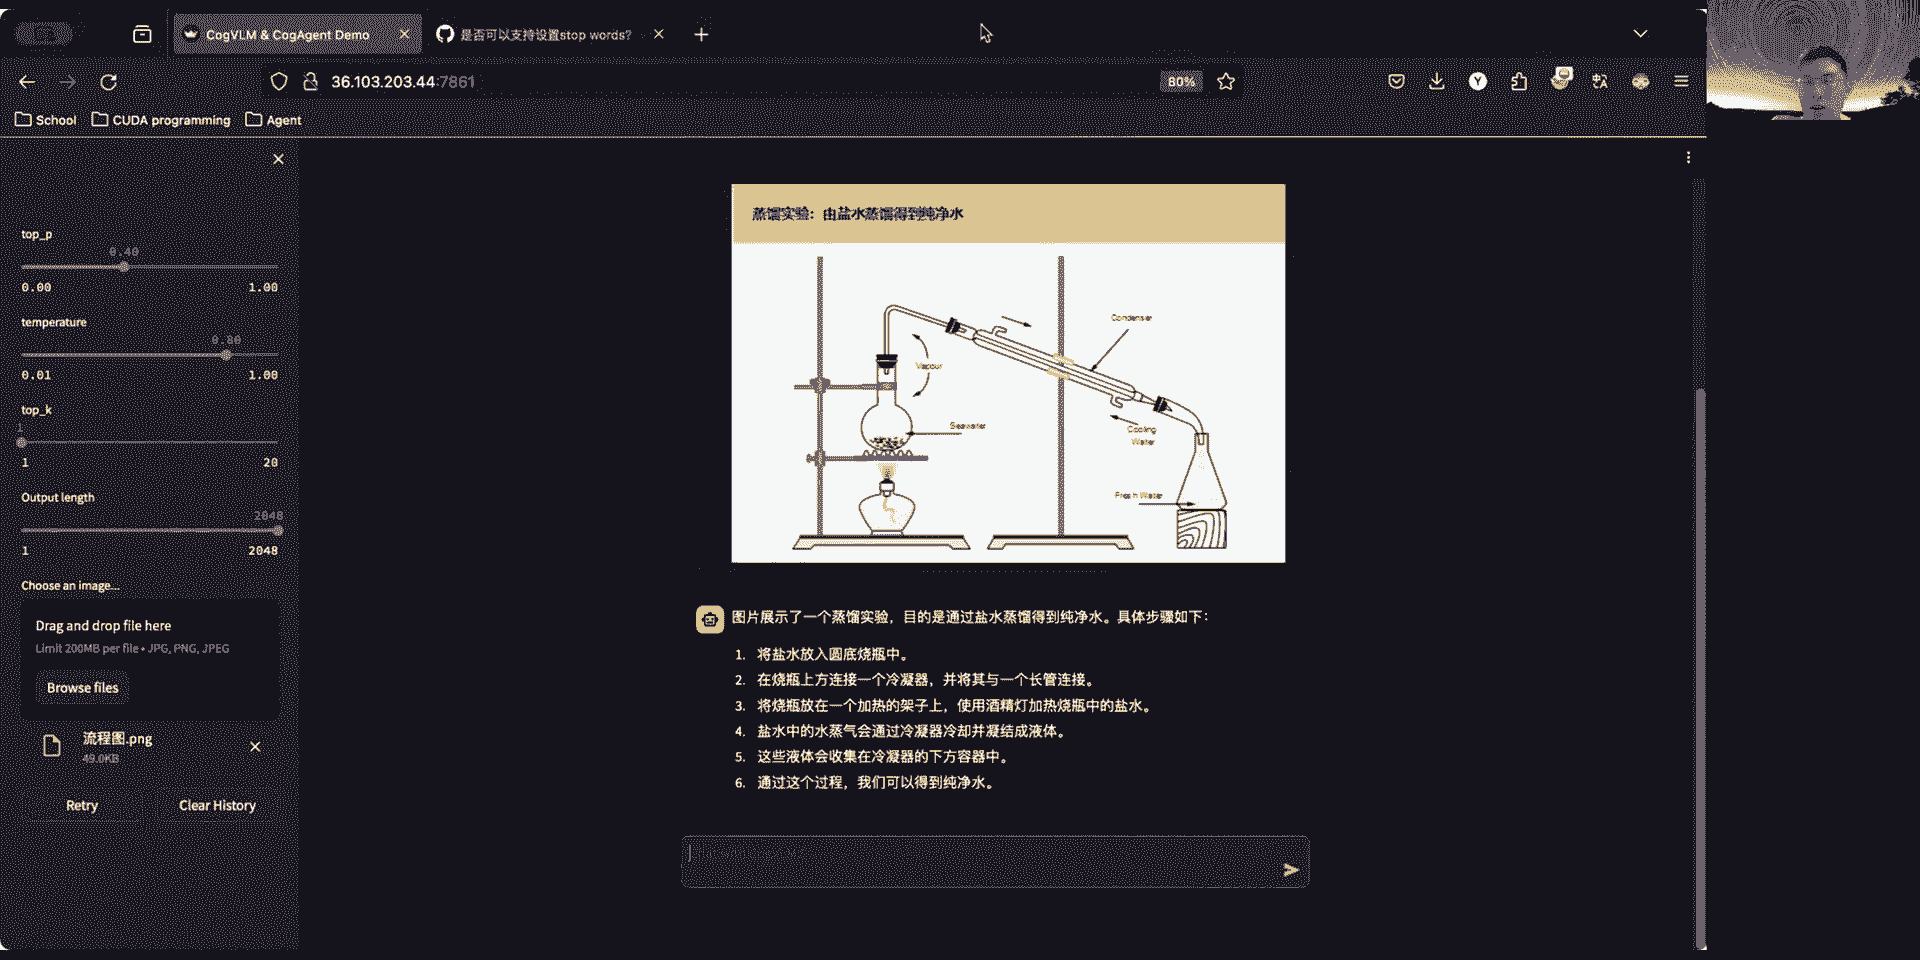 CogVLM & CogAgent Demo
是否可以支持设置stop words?
36.103.203.44:7861
80%
Y
School
CUDA programming
Agent
top_p
0.40
0.00
1.00
temperature
0.80
0.01
1.00
top_k
1
1
20
Output length
2048
1
2048
Choose an image...
Drag and drop file here
Limit 200MB per file • JPG, PNG, JPEG
Browse files
流程图.png
49.0KB
Retry
Clear History
蒸馏实验：由盐水蒸馏得到纯净水
Condenser
Vapour
Seawater
Cooling
Water
Fresh Water
图片展示了一个蒸馏实验，目的是通过盐水蒸馏得到纯净水。具体步骤如下：
1. 将盐水放入圆底烧瓶中。
2. 在烧瓶上方连接一个冷凝器，并将其与一个长管连接。
3. 将烧瓶放在一个加热的架子上，使用酒精灯加热烧瓶中的盐水。
4. 盐水中的水蒸气会通过冷凝器冷却并凝结成液体。
5. 这些液体会收集在冷凝器的下方容器中。
6. 通过这个过程，我们可以得到纯净水。